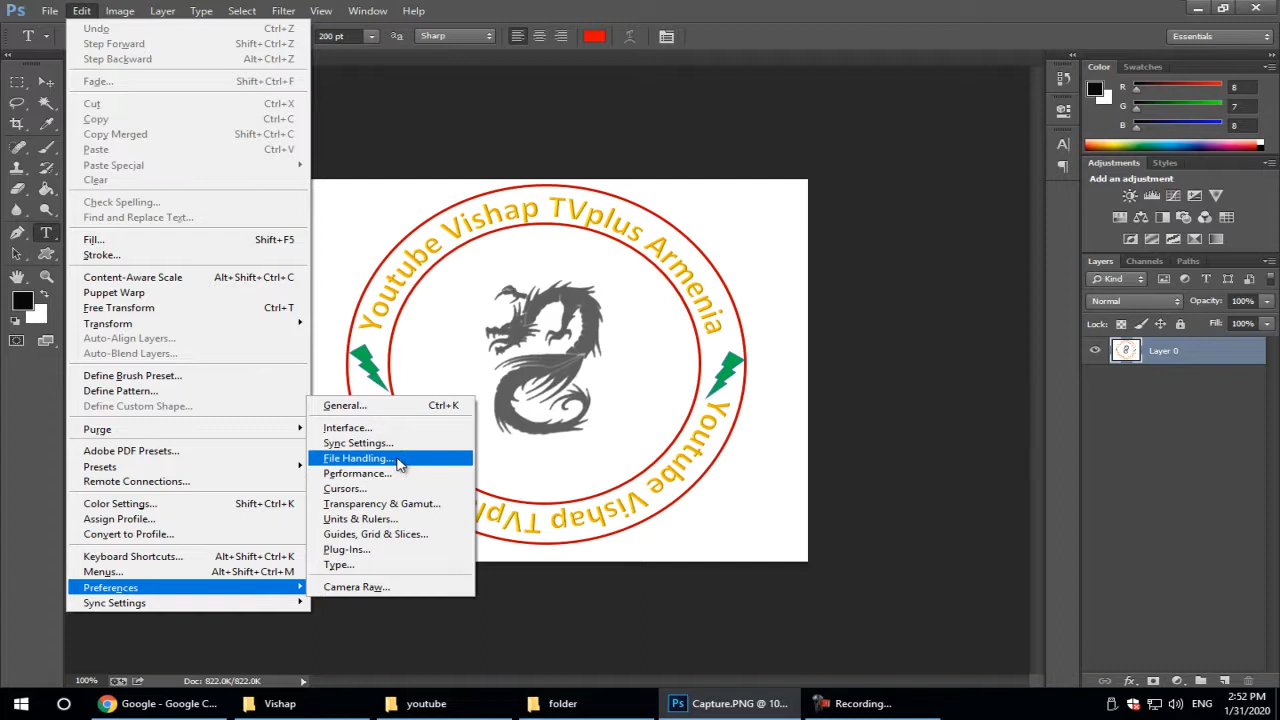 Ps File Edit Image Layer Type Select Filter 3D View Window Help
T 200 pt aa Sharp Essentials
Undo Ctrl+Z
Step Forward Shift+Ctrl+Z
Step Backward Alt+Ctrl+Z
Fade... Shift+Ctrl+F
Cut Ctrl+X
Copy Ctrl+C
Copy Merged Shift+Ctrl+C
Paste Ctrl+V
Paste Special
Clear
Check Spelling...
Find and Replace Text...
Fill... Shift+F5
Stroke...
Content-Aware Scale Alt+Shift+Ctrl+C
Puppet Warp
Free Transform Ctrl+T
Transform
Auto-Align Layers...
Auto-Blend Layers...
Define Brush Preset...
Define Pattern...
Define Custom Shape...
Purge
Adobe PDF Presets...
Presets
Remote Connections...
Color Settings... Shift+Ctrl+K
Assign Profile...
Convert to Profile...
Keyboard Shortcuts... Alt+Shift+Ctrl+K
Menus... Alt+Shift+Ctrl+M
Preferences
Sync Settings
General... Ctrl+K
Interface...
Sync Settings...
File Handling...
Performance...
Cursors...
Transparency & Gamut...
Units & Rulers...
Guides, Grid & Slices...
Plug-Ins...
Type...
Camera Raw...
Youtube Vishap TVplus Armenia
Youtube Vishap TVpl
Color Swatches
R 8
G 7
B 8
Adjustments Styles
Add an adjustment
Layers Channels Paths
Kind
Normal Opacity: 100%
Lock: Fill: 100%
Layer 0
100% Doc: 822.0K/822.0K
Google - Google C... Vishap youtube folder Capture.PNG @ 10... Recording... ENG
2:52 PM
1/31/2020